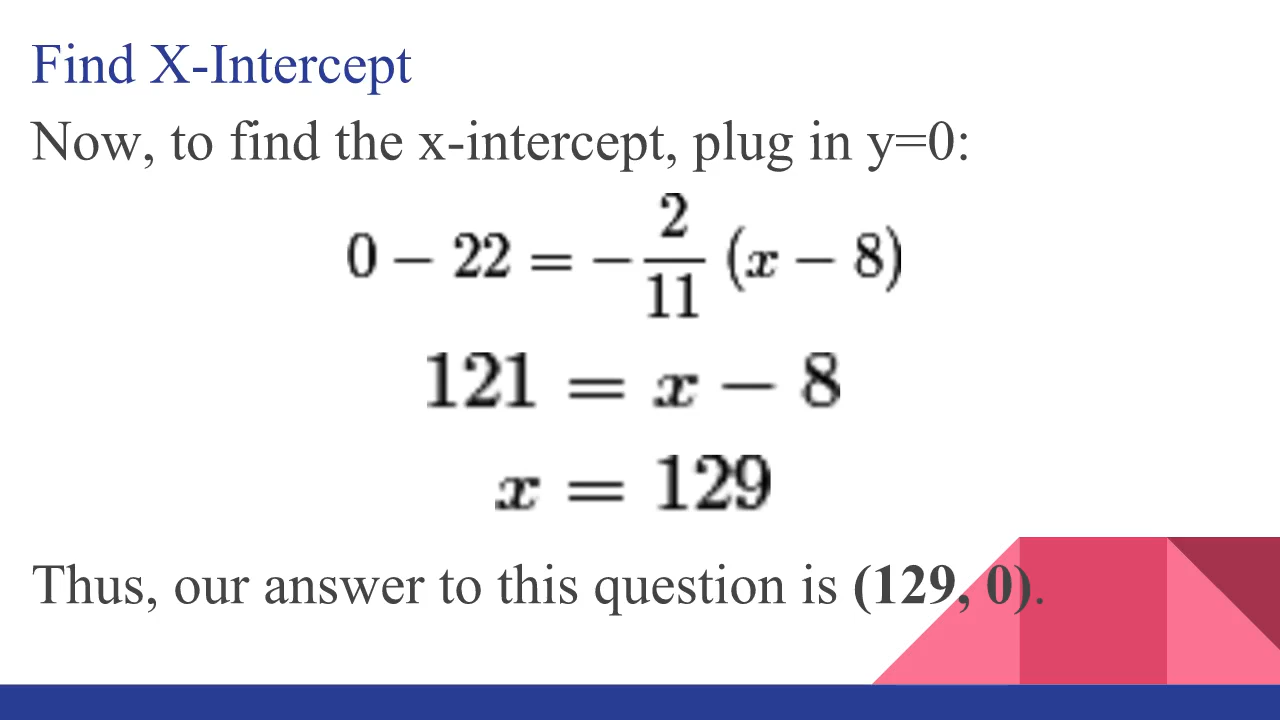 Find X-Intercept
Now, to find the x-intercept, plug in y=0:
0 − 22 = −2/11 (x − 8)
121 = x − 8
x = 129
Thus, our answer to this question is (129, 0).